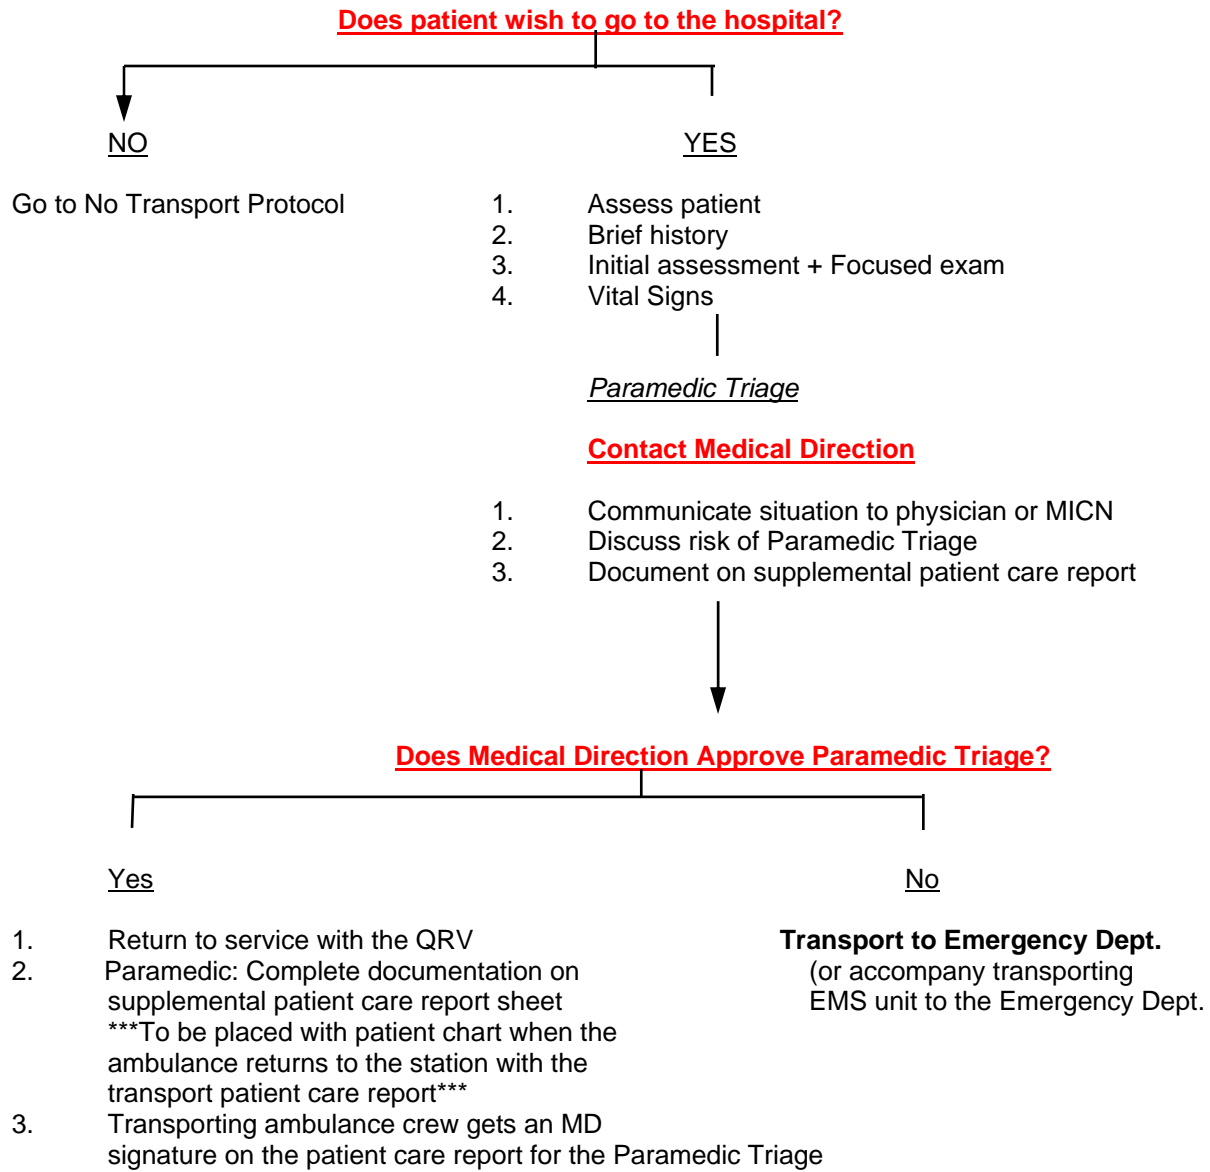 Does patient wish to go to the hospital?
NO
YES
Go to No Transport Protocol
1. Assess patient
2. Brief history
3. Initial assessment + Focused exam
4. Vital Signs
Paramedic Triage
Contact Medical Direction
1. Communicate situation to physician or MICN
2. Discuss risk of Paramedic Triage
3. Document on supplemental patient care report
Does Medical Direction Approve Paramedic Triage?
Yes
1. Return to service with the QRV
2. Paramedic: Complete documentation on
supplemental patient care report sheet
***To be placed with patient chart when the
ambulance returns to the station with the
transport patient care report***
3. Transporting ambulance crew gets an MD
signature on the patient care report for the Paramedic Triage
No
Transport to Emergency Dept.
(or accompany transporting
EMS unit to the Emergency Dept.